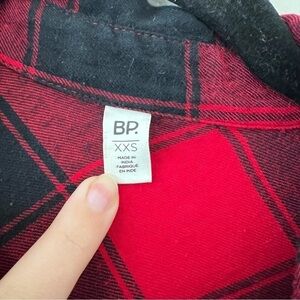 BP.
XXS
MADE IN
INDIA
FABRIQUÉ
EN INDE